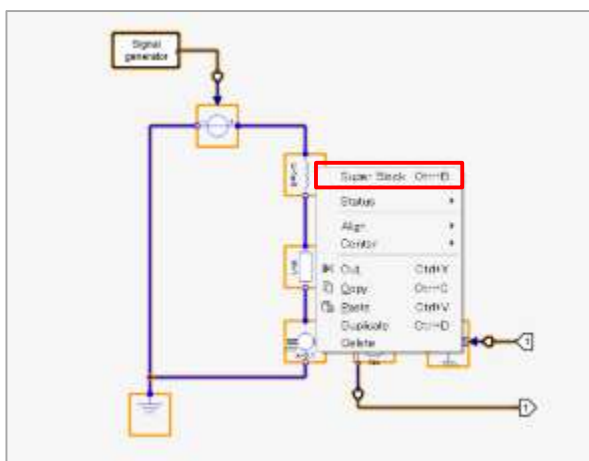 Signal
generator
Super Block Ctrl+B
Status
Align
Center
Cut Ctrl+X
Copy Ctrl+C
Paste Ctrl+V
Duplicate Ctrl+D
Delete
1
1